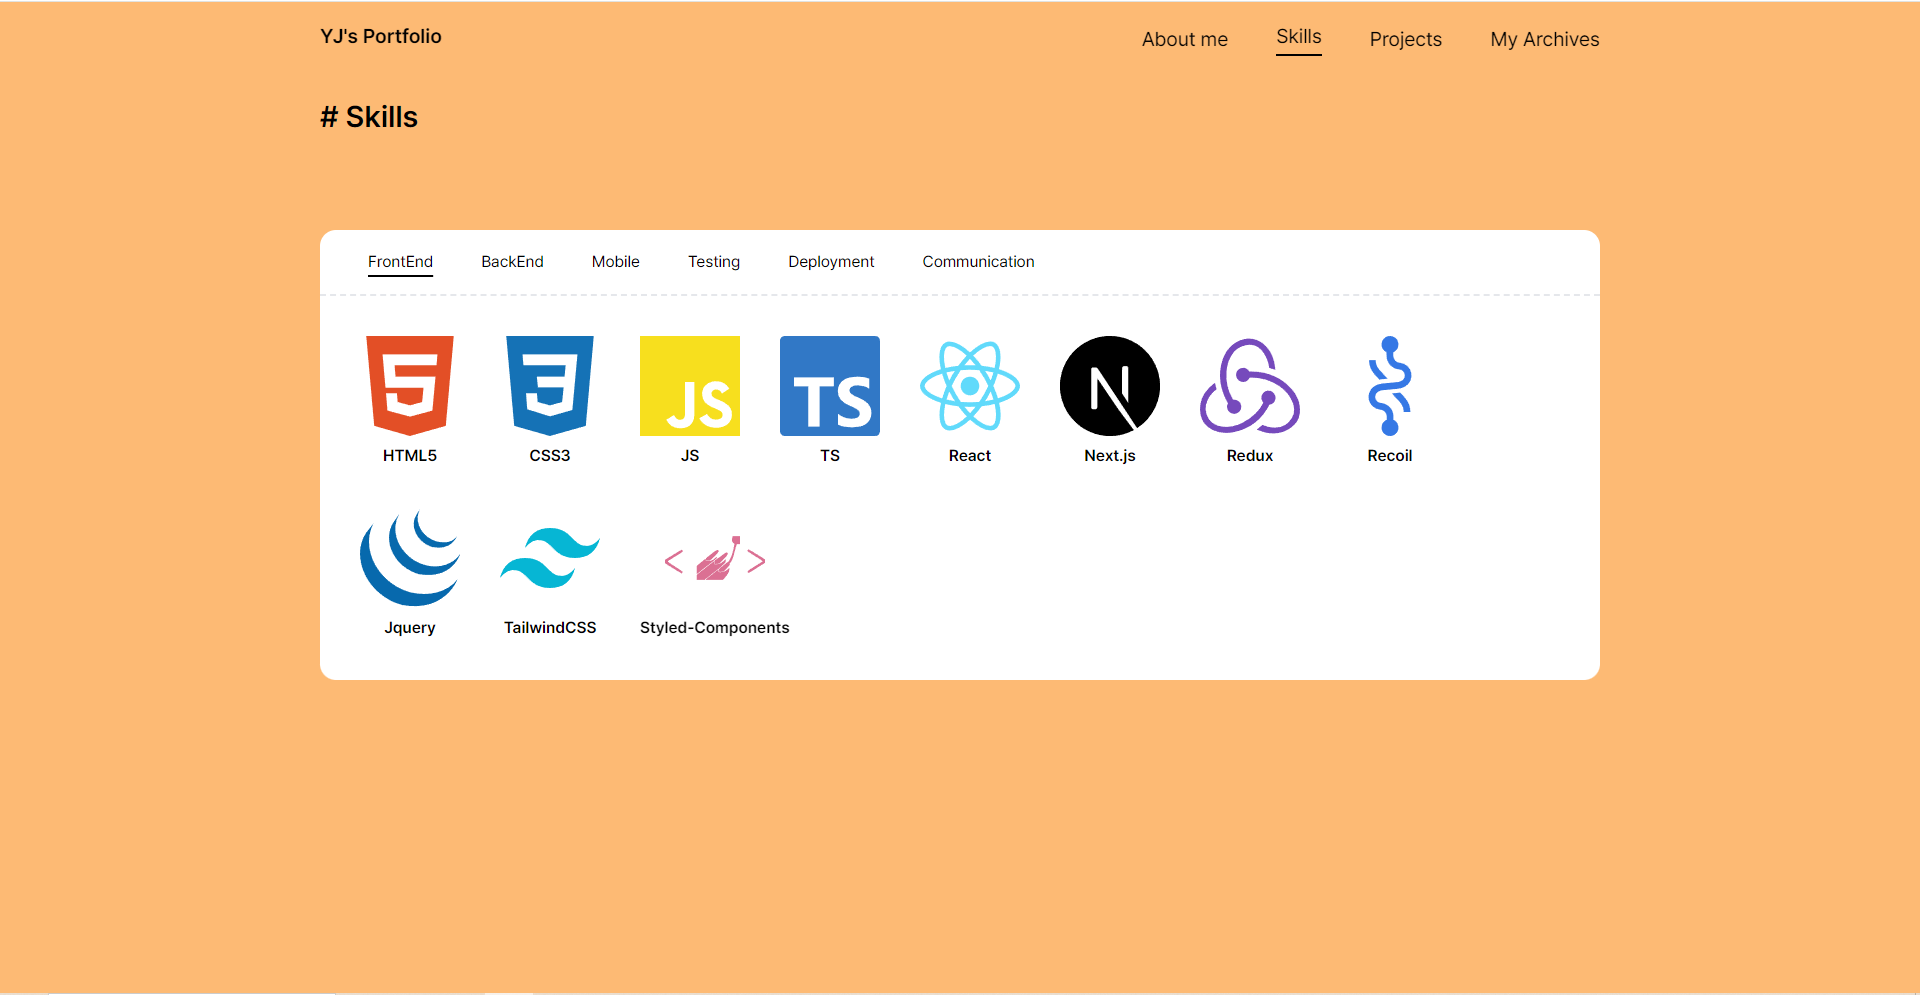 YJ's Portfolio
About me Skills Projects My Archives
# Skills
FrontEnd BackEnd Mobile Testing Deployment Communication
5 3 JS TS N
HTML5 CSS3 JS TS React Next.js Redux Recoil
< >
Jquery TailwindCSS Styled-Components